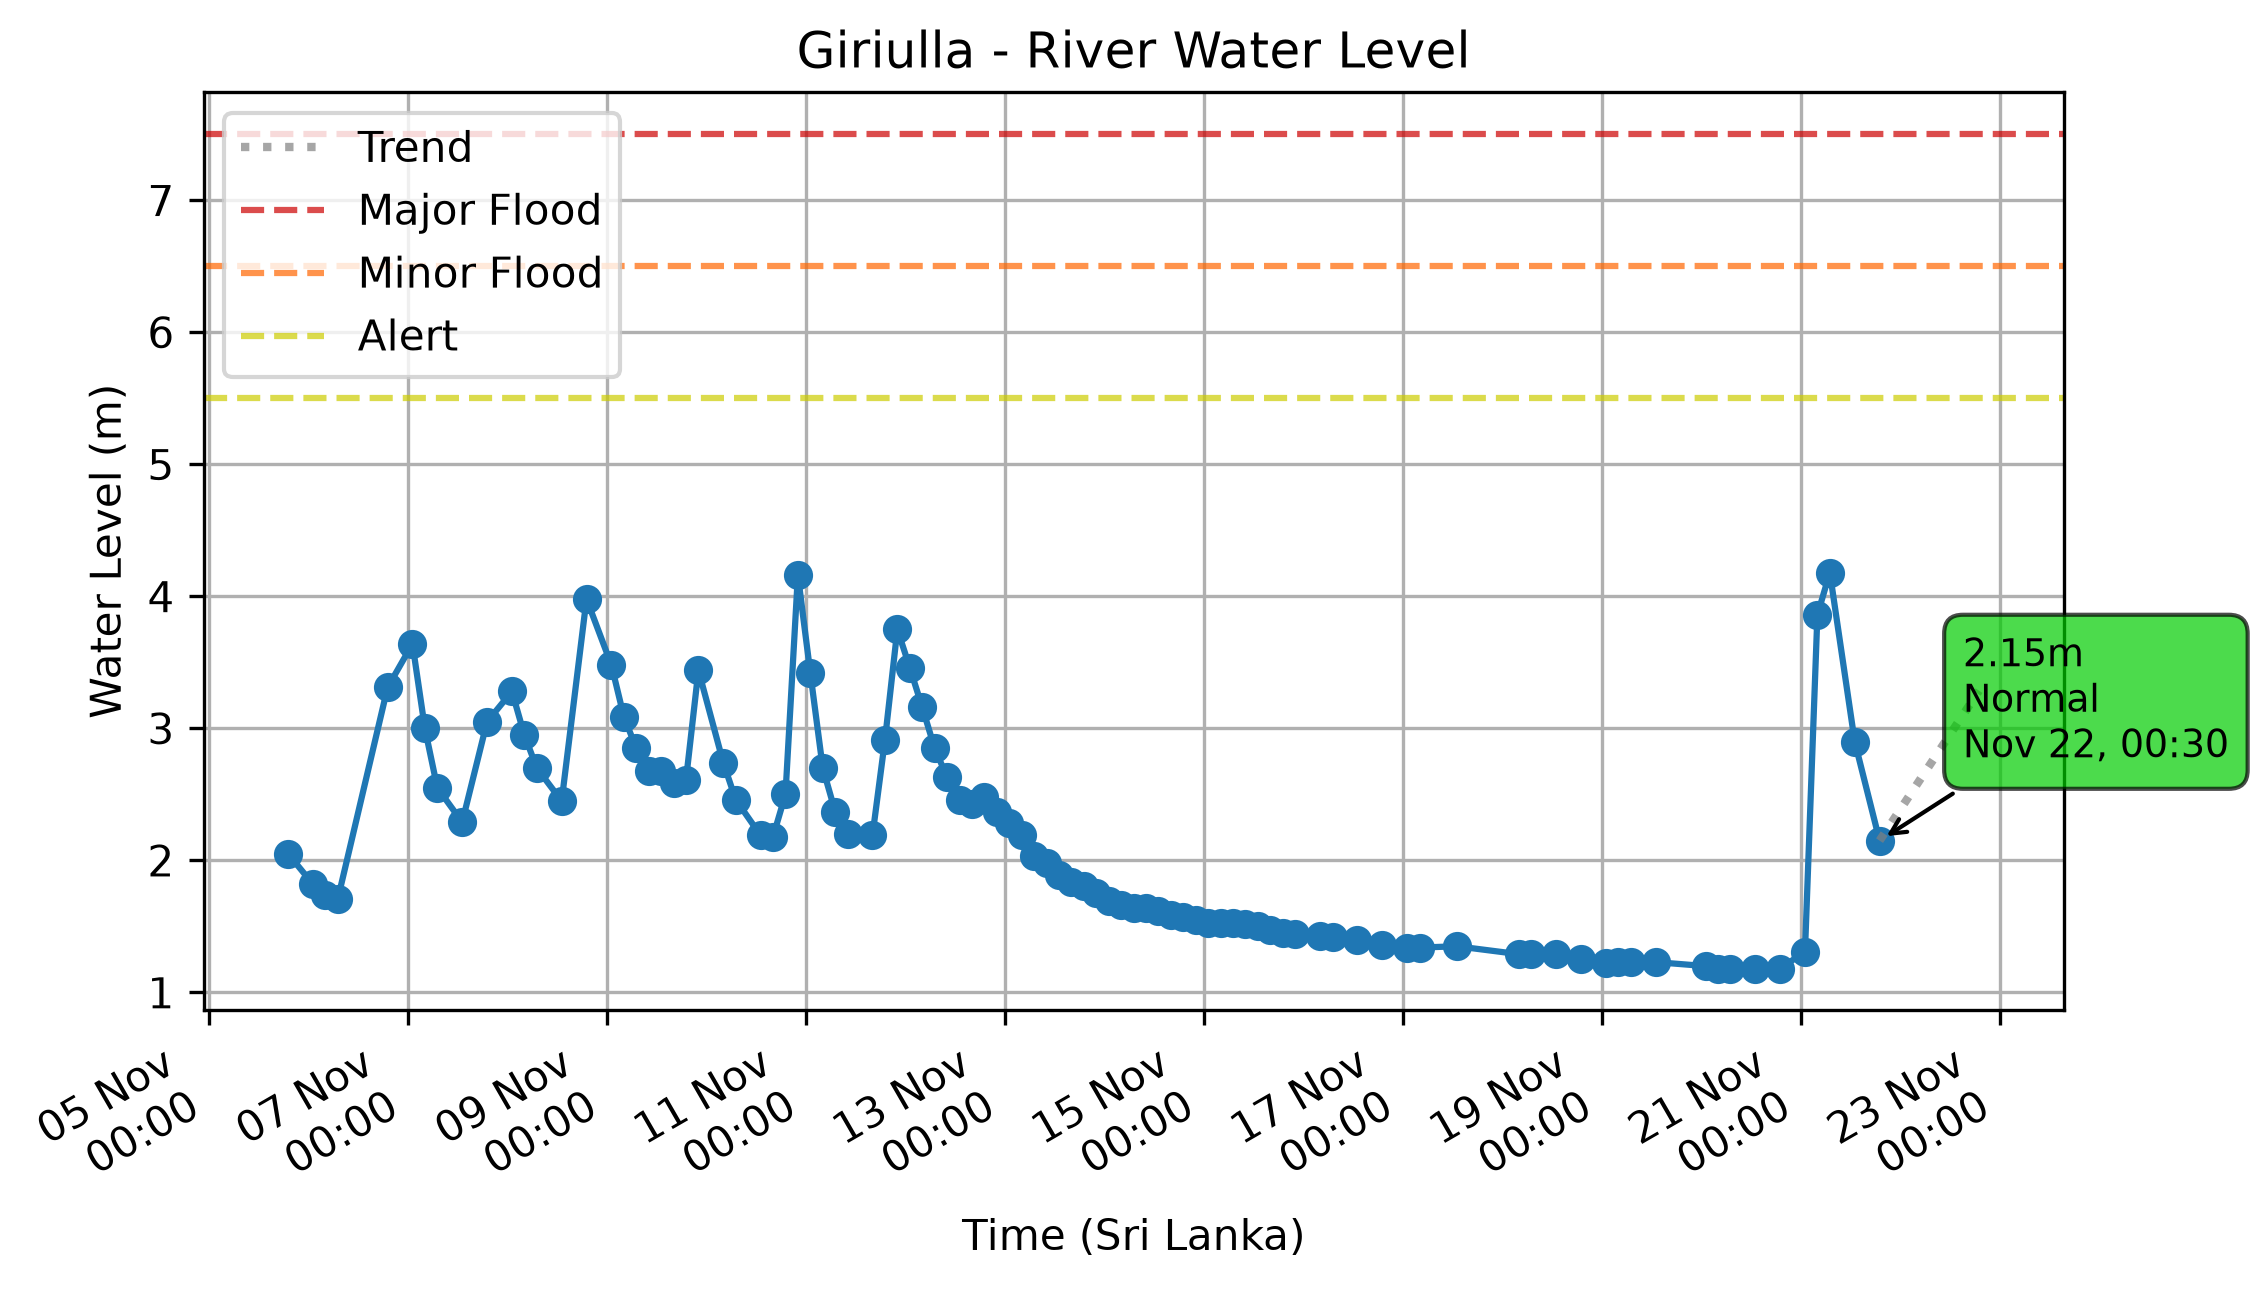 Giriulla - River Water Level
Trend
Major Flood
Minor Flood
Alert
7
6
5
4
3
2
1
Water Level (m)
2.15m
Normal
Nov 22, 00:30
05 Nov
00:00
07 Nov
00:00
09 Nov
00:00
11 Nov
00:00
13 Nov
00:00
15 Nov
00:00
17 Nov
00:00
19 Nov
00:00
21 Nov
00:00
23 Nov
00:00
Time (Sri Lanka)